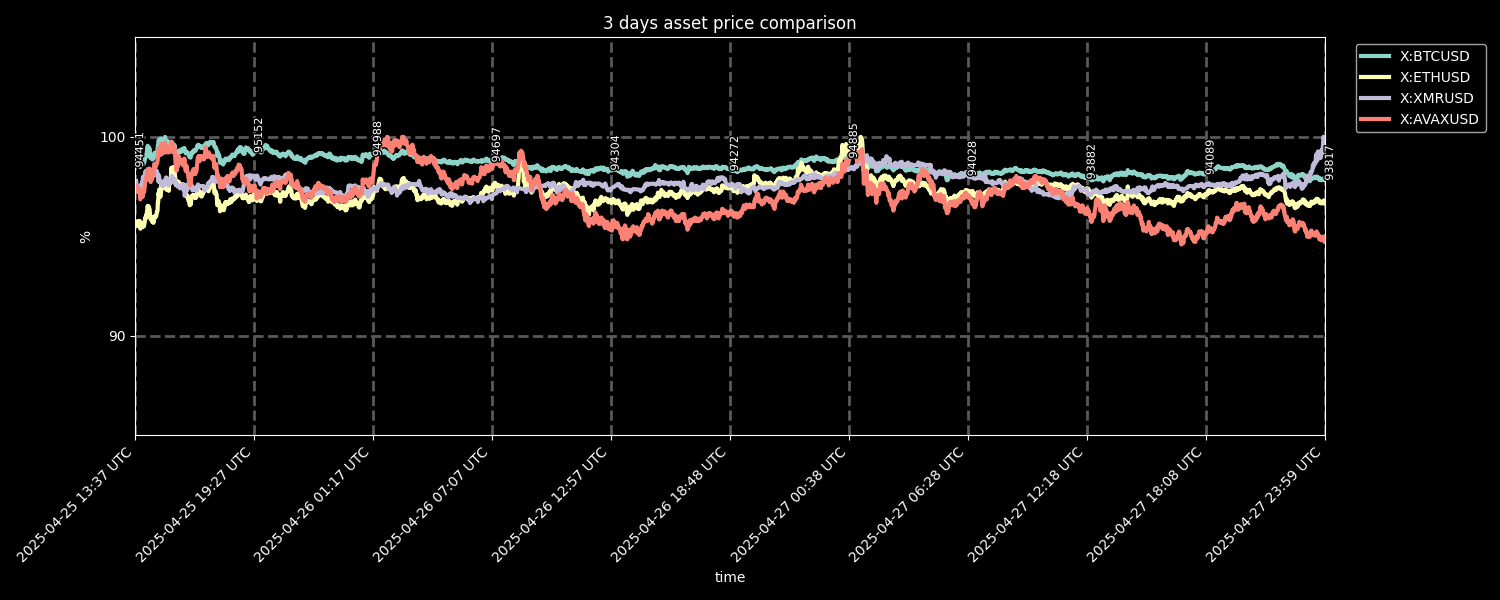 3 days asset price comparison
X:BTCUSD
X:ETHUSD
X:XMRUSD
X:AVAXUSD
%
100
90
94451
95152
94988
94697
94304
94272
94885
94028
93882
94089
93817
2025-04-25 13:37 UTC
2025-04-25 19:27 UTC
2025-04-26 01:17 UTC
2025-04-26 07:07 UTC
2025-04-26 12:57 UTC
2025-04-26 18:48 UTC
2025-04-27 00:38 UTC
2025-04-27 06:28 UTC
2025-04-27 12:18 UTC
2025-04-27 18:08 UTC
2025-04-27 23:59 UTC
time